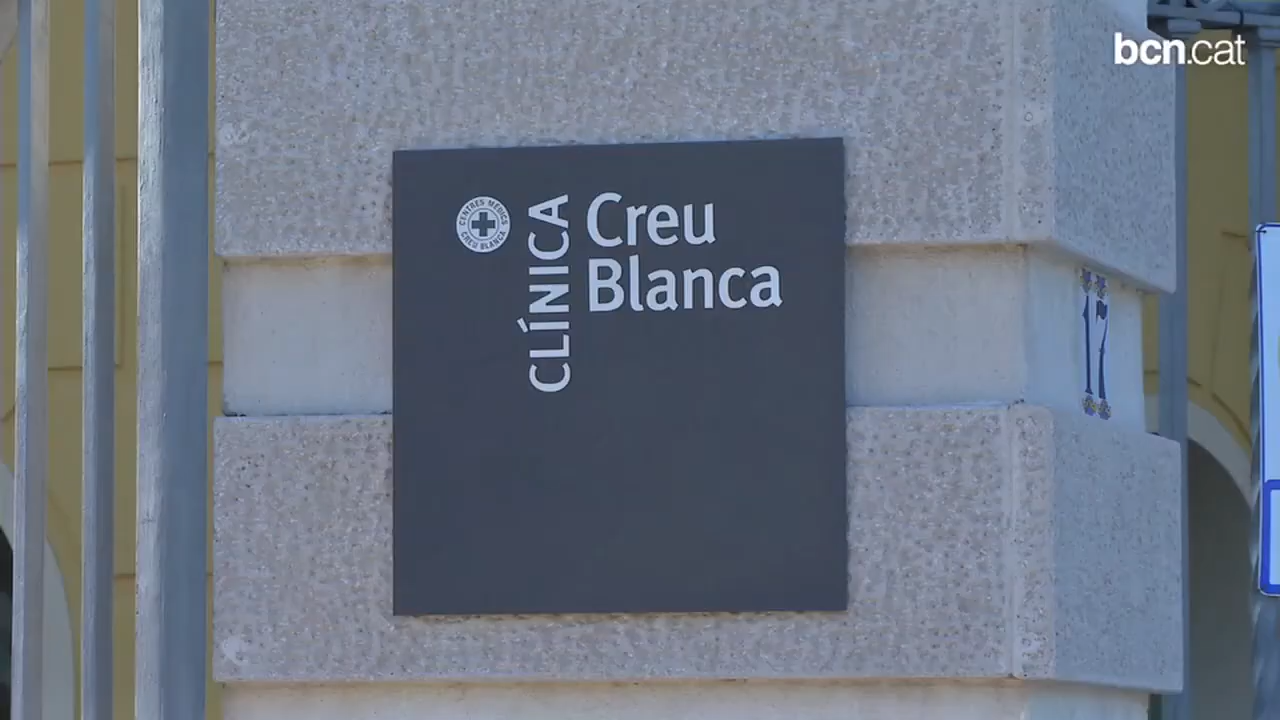 bcn.cat
CENTRES MÈDICS
CREU BLANCA
CLÍNICA
Creu
Blanca
17